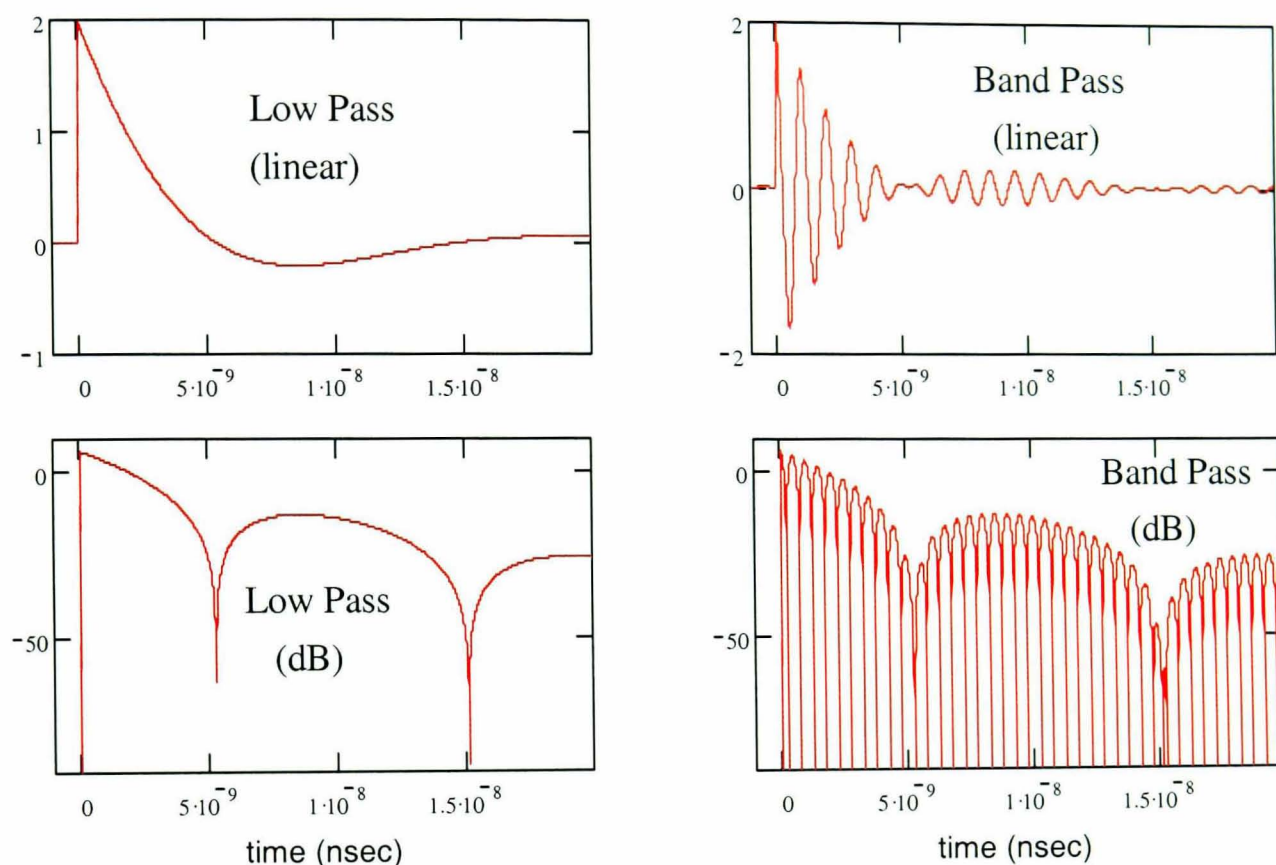 2
1
0
-1
Low Pass
(linear)
0
5·10⁻⁹
1·10⁻⁸
1.5·10⁻⁸
2
0
-2
Band Pass
(linear)
0
5·10⁻⁹
1·10⁻⁸
1.5·10⁻⁸
0
-50
Low Pass
(dB)
0
5·10⁻⁹
1·10⁻⁸
1.5·10⁻⁸
time (nsec)
0
-50
Band Pass
(dB)
0
5·10⁻⁹
1·10⁻⁸
1.5·10⁻⁸
time (nsec)